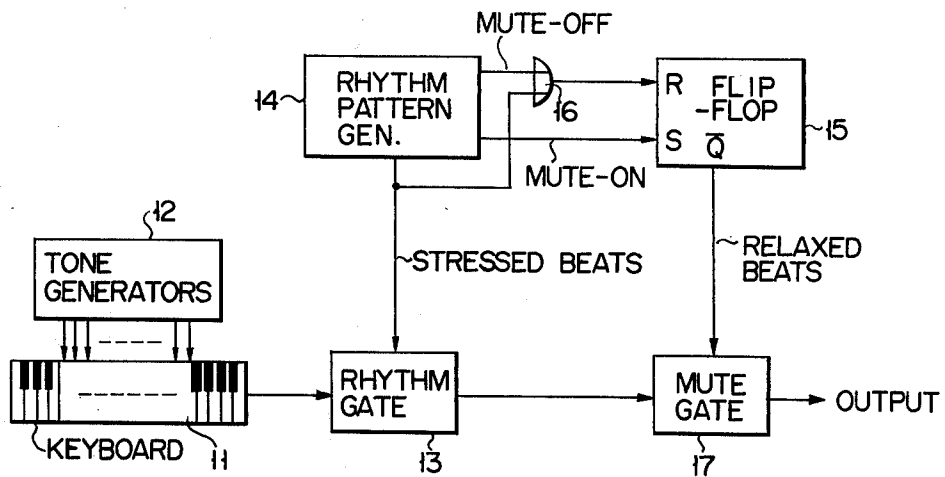 MUTE-OFF
14
RHYTHM
PATTERN
GEN.
16
R FLIP
-FLOP
S Q̅
15
MUTE-ON
12
TONE
GENERATORS
STRESSED BEATS
RELAXED
BEATS
RHYTHM
GATE
MUTE
GATE
OUTPUT
KEYBOARD
11
13
17